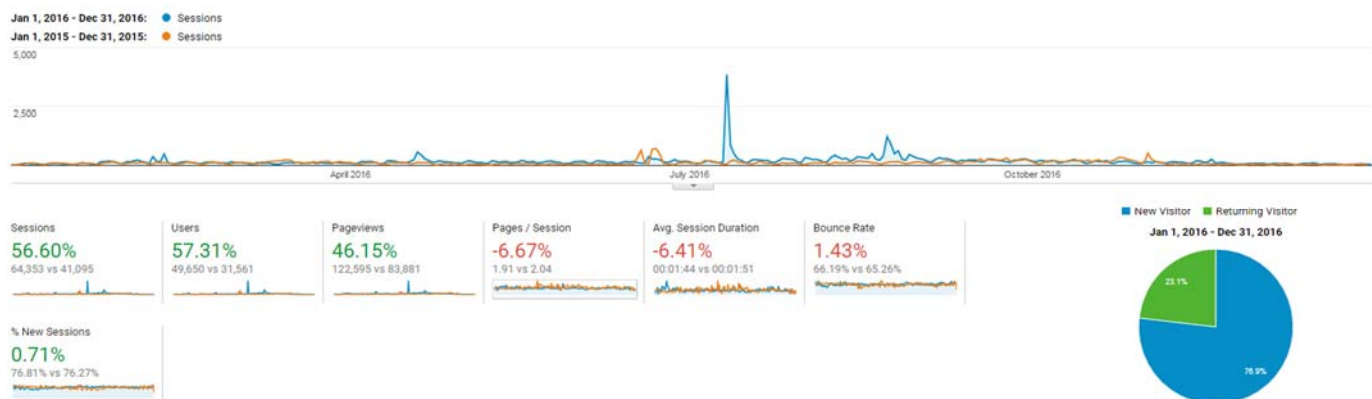 Jan 1, 2016 - Dec 31, 2016: Sessions
Jan 1, 2015 - Dec 31, 2015: Sessions
5,000
2,500
April 2016
July 2016
October 2016
Sessions
56.60%
64,353 vs 41,095
Users
57.31%
49,650 vs 31,561
Pageviews
46.15%
122,595 vs 83,881
Pages / Session
-6.67%
1.91 vs 2.04
Avg. Session Duration
-6.41%
00:01:44 vs 00:01:51
Bounce Rate
1.43%
66.19% vs 65.26%
% New Sessions
0.71%
76.81% vs 76.27%
New Visitor Returning Visitor
Jan 1, 2016 - Dec 31, 2016
23.1%
76.9%